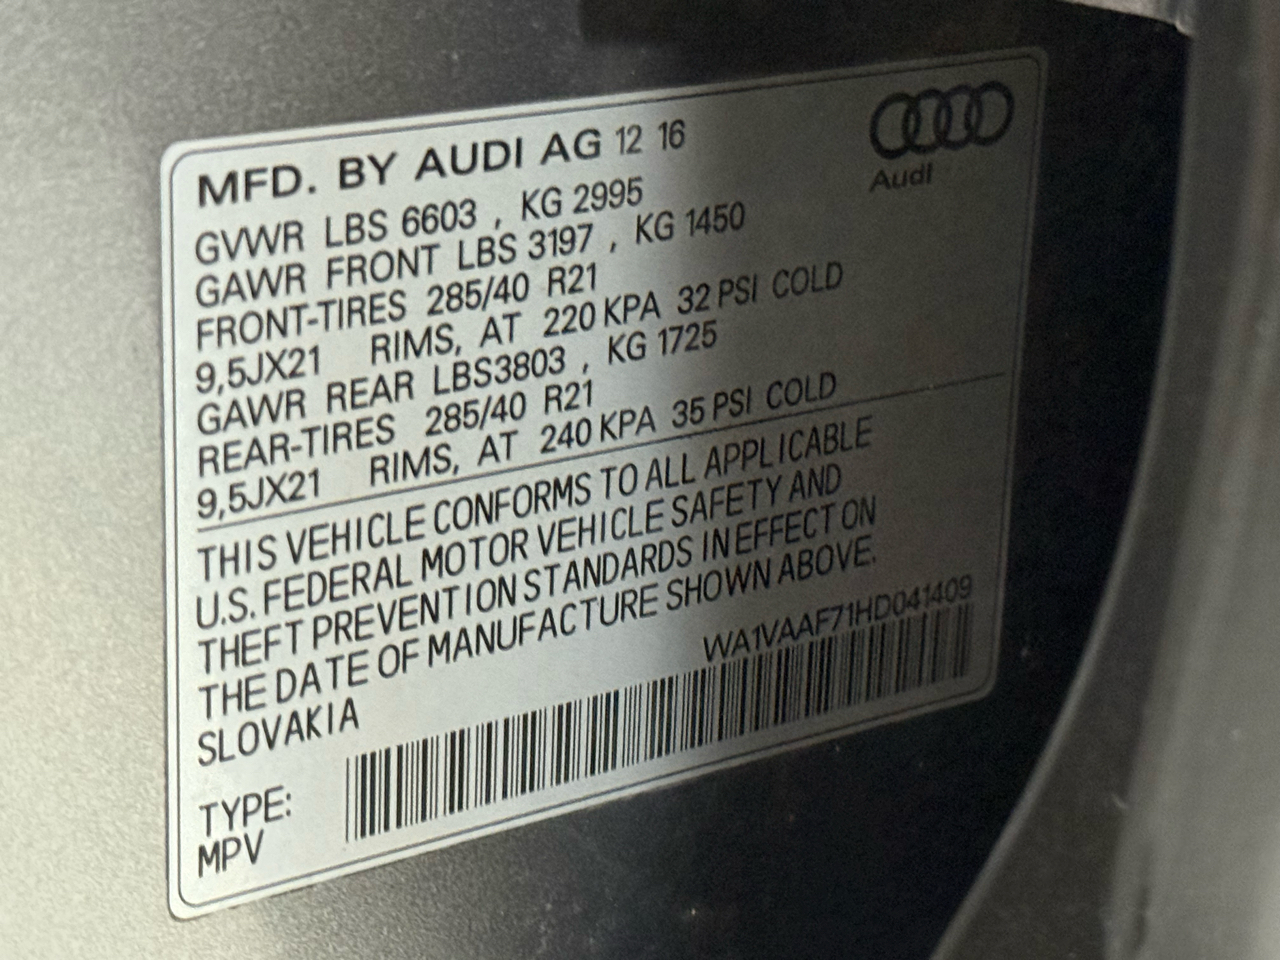 MFD. BY AUDI AG 12 16
Audi
GVWR LBS 6603 , KG 2995
GAWR FRONT LBS 3197 , KG 1450
FRONT-TIRES 285/40 R21
9,5JX21 RIMS, AT 220 KPA 32 PSI COLD
GAWR REAR LBS3803 , KG 1725
REAR-TIRES 285/40 R21
9,5JX21 RIMS, AT 240 KPA 35 PSI COLD
THIS VEHICLE CONFORMS TO ALL APPLICABLE
U.S. FEDERAL MOTOR VEHICLE SAFETY AND
THEFT PREVENTION STANDARDS IN EFFECT ON
THE DATE OF MANUFACTURE SHOWN ABOVE.
SLOVAKIA
WA1VAAF71HD041409
TYPE:
MPV